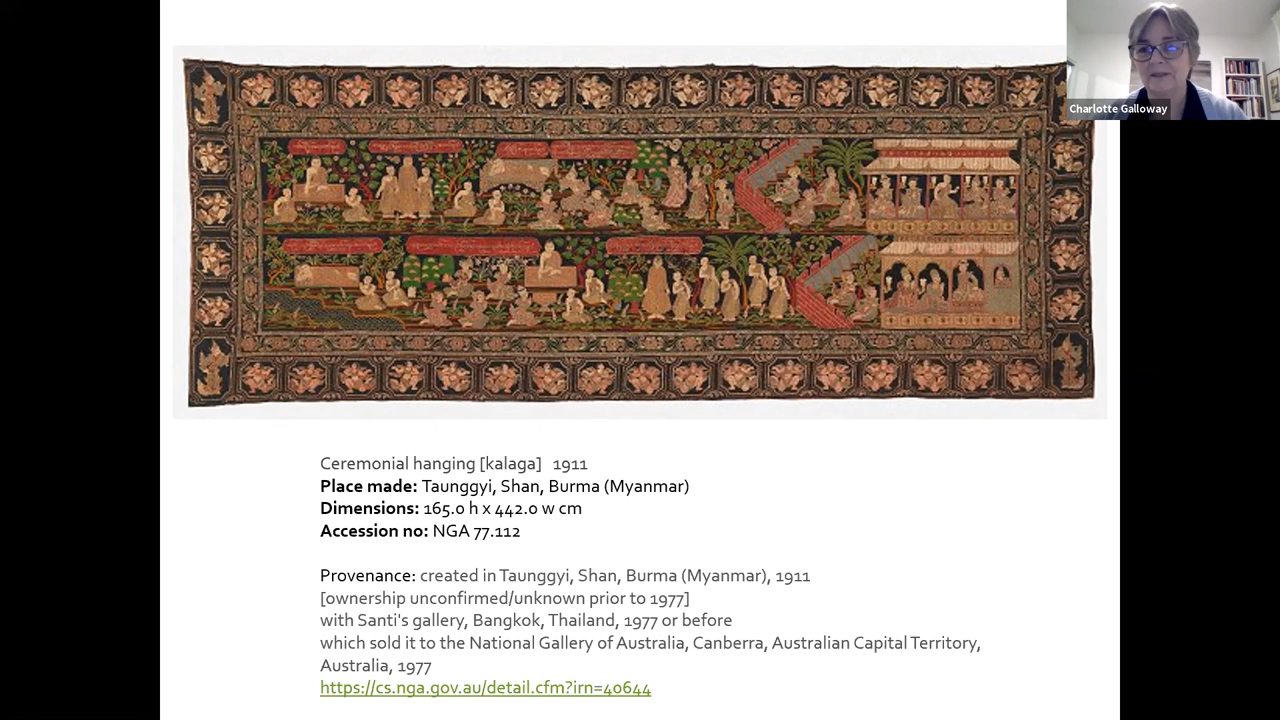 Charlotte Galloway
Ceremonial hanging [kalaga] 1911
Place made: Taunggyi, Shan, Burma (Myanmar)
Dimensions: 165.0 h x 442.0 w cm
Accession no: NGA 77.112
Provenance: created in Taunggyi, Shan, Burma (Myanmar), 1911
[ownership unconfirmed/unknown prior to 1977]
with Santi's gallery, Bangkok, Thailand, 1977 or before
which sold it to the National Gallery of Australia, Canberra, Australian Capital Territory,
Australia, 1977
https://cs.nga.gov.au/detail.cfm?irn=40644